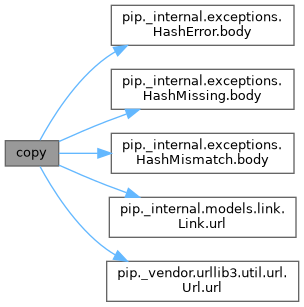 pip._internal.exceptions.
HashError.body
pip._internal.exceptions.
HashMissing.body
copy
pip._internal.exceptions.
HashMismatch.body
pip._internal.models.link.
Link.url
pip._vendor.urllib3.util.url.
Url.url